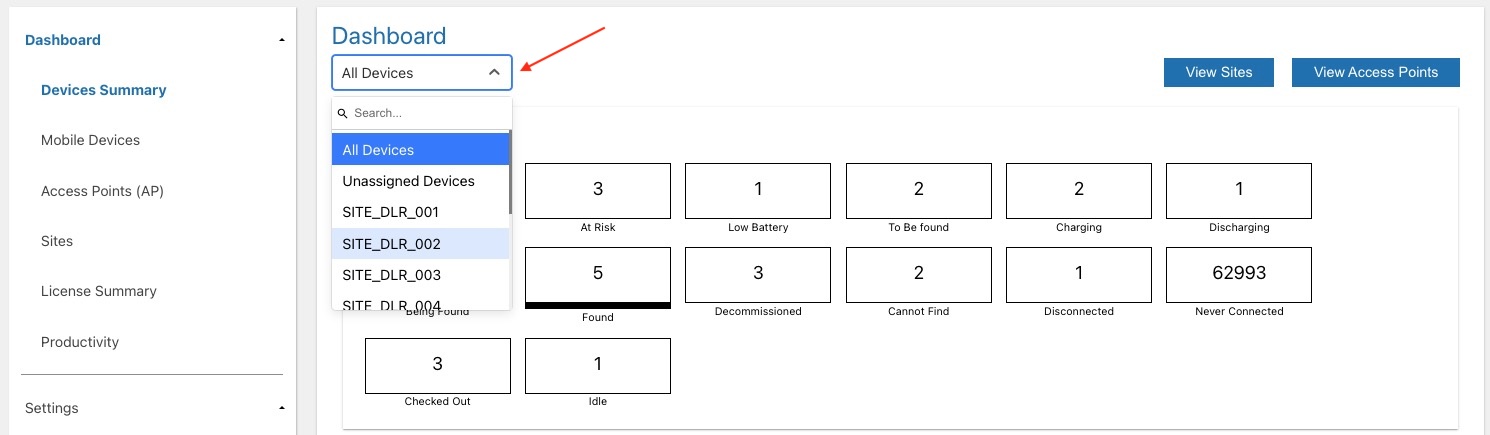 Dashboard
Devices Summary
Mobile Devices
Access Points (AP)
Sites
License Summary
Productivity
Settings
Dashboard
All Devices
View Sites
View Access Points
Search...
All Devices
Unassigned Devices
SITE_DLR_001
SITE_DLR_002
SITE_DLR_003
SITE_DLR_004
3
At Risk
1
Low Battery
2
To Be found
2
Charging
1
Discharging
Being Found
5
Found
3
Decommissioned
2
Cannot Find
1
Disconnected
62993
Never Connected
3
Checked Out
1
Idle